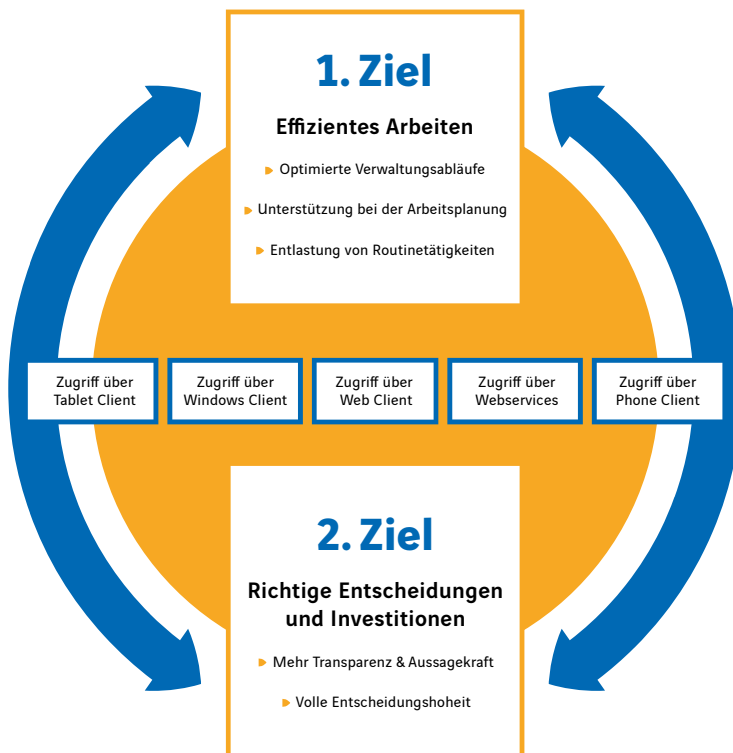 1. Ziel
Effizientes Arbeiten
Optimierte Verwaltungsabläufe
Unterstützung bei der Arbeitsplanung
Entlastung von Routinetätigkeiten
Zugriff über
Tablet Client
Zugriff über
Windows Client
Zugriff über
Web Client
Zugriff über
Webservices
Zugriff über
Phone Client
2. Ziel
Richtige Entscheidungen
und Investitionen
Mehr Transparenz & Aussagekraft
Volle Entscheidungshoheit